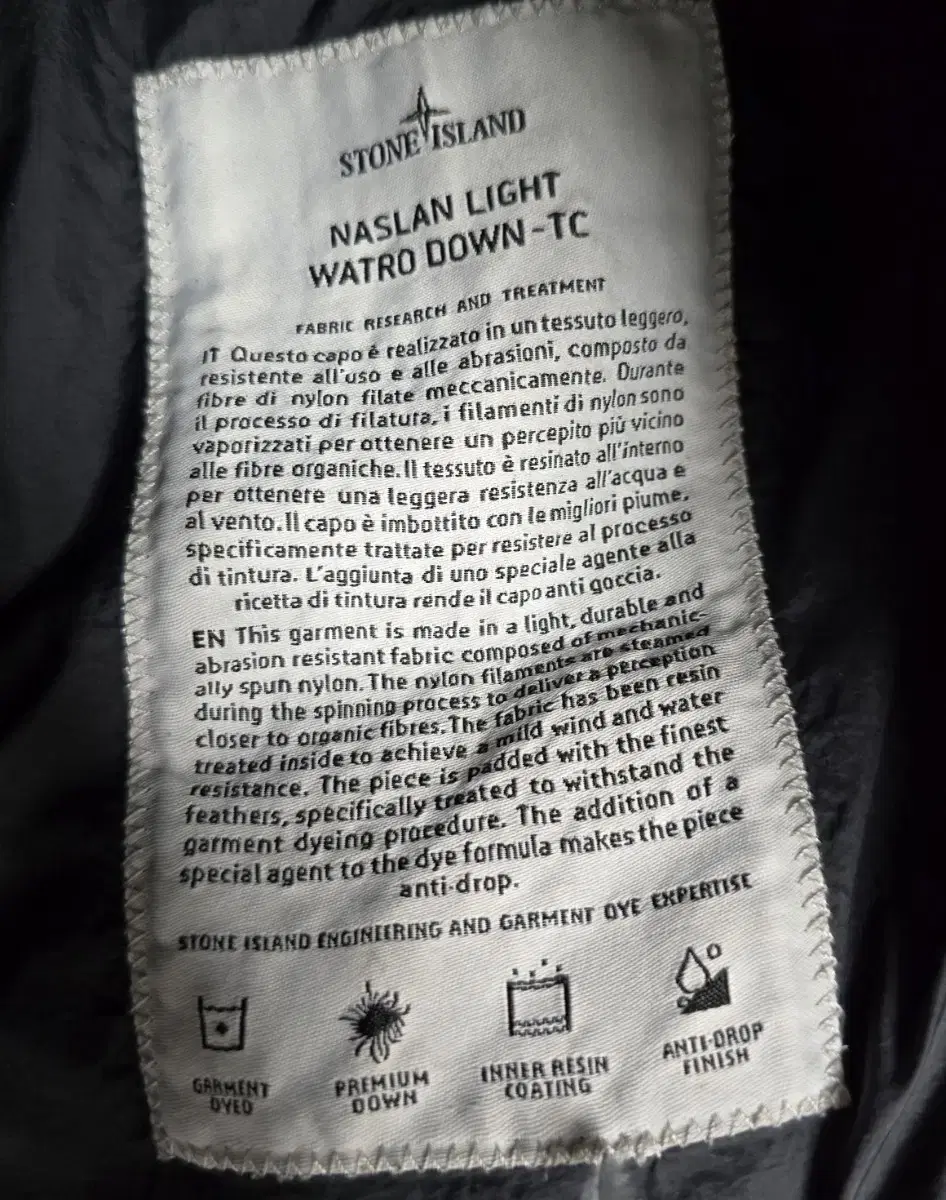 STONE ISLAND
NASLAN LIGHT
WATRO DOWN-TC
FABRIC RESEARCH AND TREATMENT
IT Questo capo è realizzato in un tessuto leggero,
resistente all'uso e alle abrasioni, composto da
fibre di nylon filate meccanicamente. Durante
il processo di filatura, i filamenti di nylon sono
vaporizzati per ottenere un percepito più vicino
alle fibre organiche. Il tessuto è resinato all'interno
per ottenere una leggera resistenza all'acqua e
al vento. Il capo è imbottito con le migliori piume,
specificamente trattate per resistere al processo
di tintura. L'aggiunta di uno speciale agente alla
ricetta di tintura rende il capo anti goccia.
EN This garment is made in a light, durable and
abrasion resistant fabric composed of mechanic-
ally spun nylon. The nylon filaments are steamed
during the spinning process to deliver a perception
closer to organic fibres. The fabric has been resin
treated inside to achieve a mild wind and water
resistance. The piece is padded with the finest
feathers, specifically treated to withstand the
garment dyeing procedure. The addition of a
special agent to the dye formula makes the piece
anti-drop.
STONE ISLAND ENGINEERING AND GARMENT DYE EXPERTISE
GARMENT
DYED
PREMIUM
DOWN
INNER RESIN
COATING
ANTI-DROP
FINISH